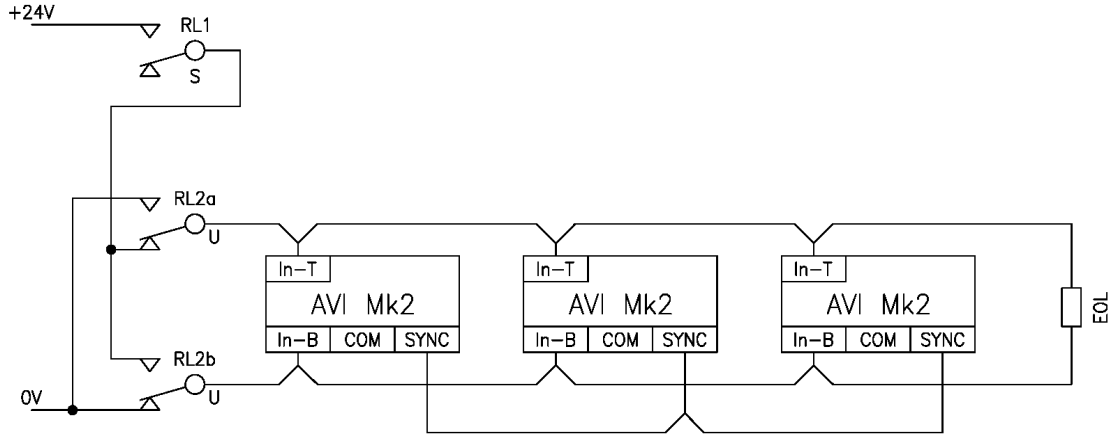 +24V
RL1
S
RL2a
U
In-T
In-T
In-T
AVI Mk2
AVI Mk2
AVI Mk2
EOL
In-B COM SYNC
In-B COM SYNC
In-B COM SYNC
RL2b
U
0V